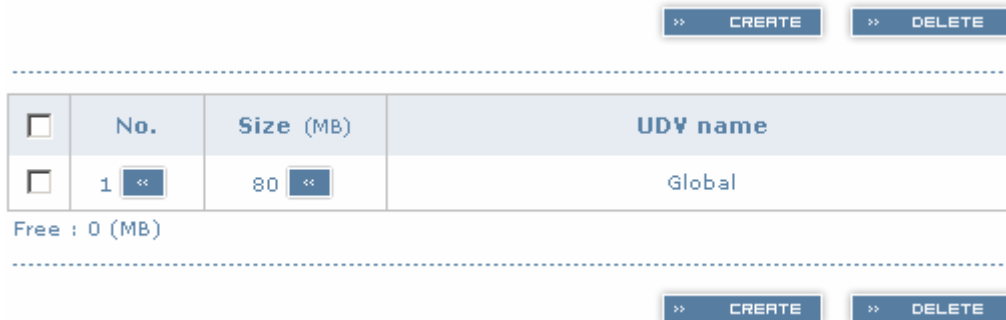 » CREATE » DELETE
No. Size (MB) UDV name
1 « 80 « Global
Free : 0 (MB)
» CREATE » DELETE